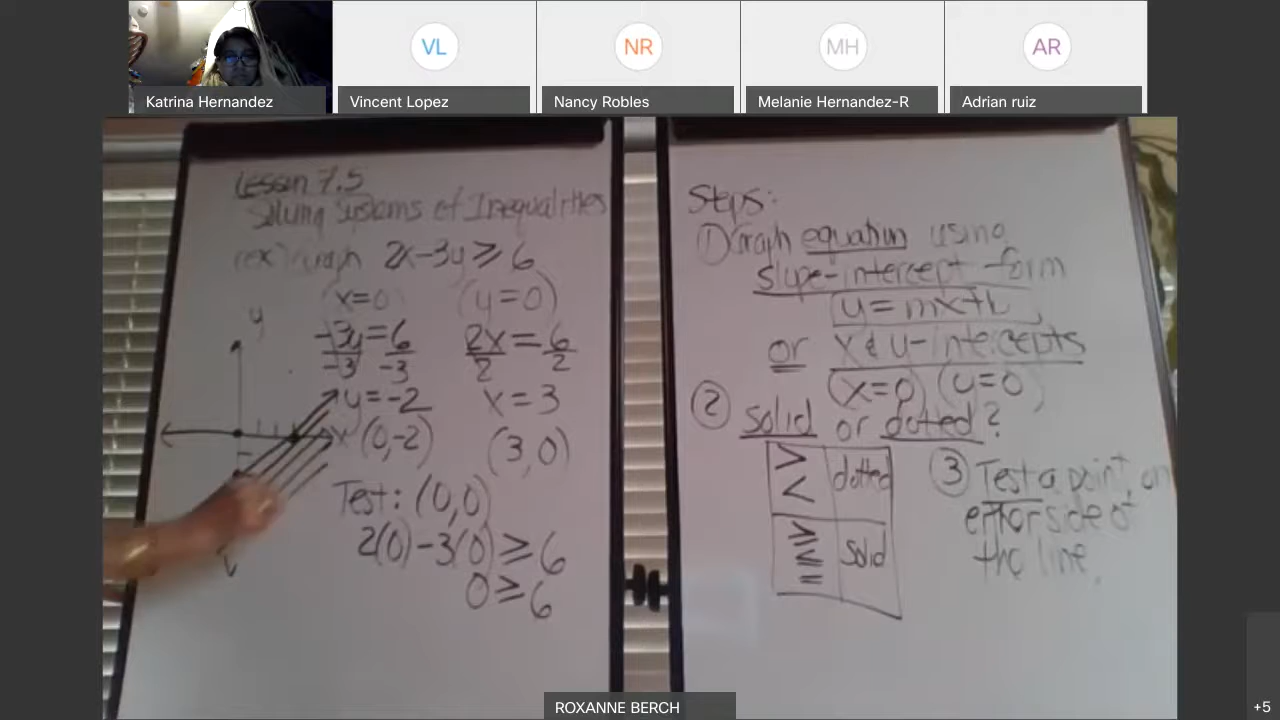 Katrina Hernandez
VL
Vincent Lopez
NR
Nancy Robles
MH
Melanie Hernandez-R
AR
Adrian ruiz
Lesson 7.5
Solving Systems of Inequalities
(ex) Graph 2x-3y≥6
x=0 (y=0)
-3y=6 2x=6
-3 -3 2 2
y=-2 x=3
(0,-2) (3,0)
y
x
Test: (0,0)
2(0)-3(0)≥6
0≥6
Steps:
① Graph equation using
slope-intercept form
y=mx+b
or x & y-intercepts
(x=0) (y=0)
② solid or dotted?
> < dotted
≥ ≤ = solid
③ Test a point on
either side of
the line.
ROXANNE BERCH
+5